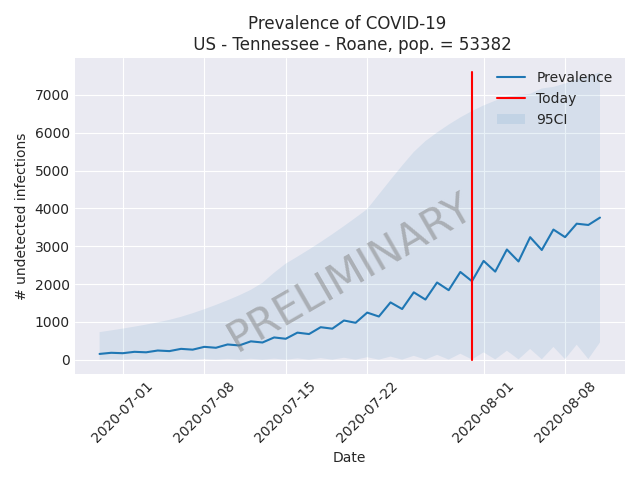 Prevalence of COVID-19
US - Tennessee - Roane, pop. = 53382
Prevalence
Today
95CI
7000
6000
5000
4000
3000
2000
1000
0
# undetected infections
PRELIMINARY
2020-07-01
2020-07-08
2020-07-15
2020-07-22
2020-08-01
2020-08-08
Date